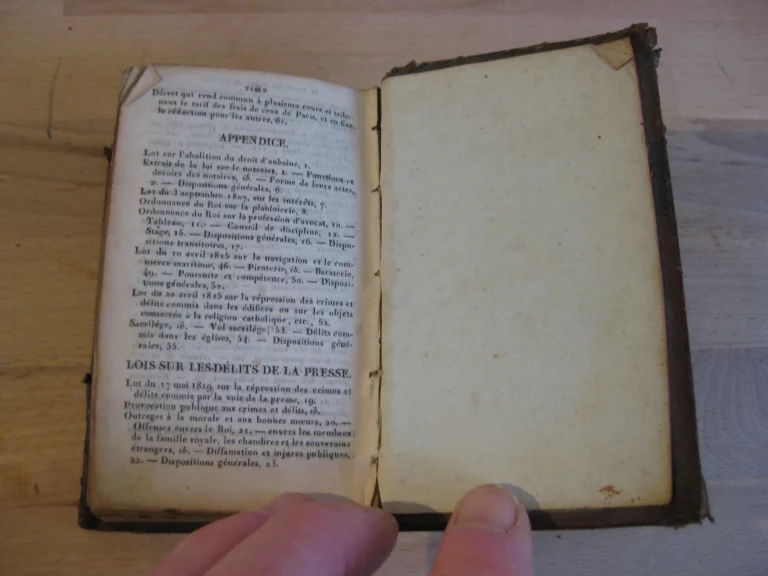 TABLE
Décret qui rend commun à plusieurs cours et tribu-
naux le tarif des frais de ceux de Paris, et en fixe
la réduction pour les autres, 61.
APPENDICE.
Loi sur l'abolition du droit d'aubaine, 1.
Extrait de la loi sur le notariat, 1. — Fonctions et
devoirs des notaires, ib. — Forme de leurs actes,
2. — Dispositions générales, 6.
Loi du 3 septembre 1807, sur les intérêts, 7.
Ordonnance du Roi sur la plaidoierie, 8.
Ordonnance du Roi sur la profession d'avocat, 10. —
Tableau, 11. — Conseil de discipline, 12. —
Stage, 15. — Dispositions générales, 16. — Dispo-
sitions transitoires, 17.
Loi du 10 avril 1825 sur la navigation et le com-
merce maritime, 46. — Piraterie, ib. — Baraterie,
49. — Poursuite et compétence, 50. — Disposi-
tions générales, 52.
Loi du 20 avril 1825 sur la répression des crimes et
délits commis dans les édifices ou sur les objets
consacrés à la religion catholique, etc., 52.
Sacrilége, ib. — Vol sacrilége, 53. — Délits com-
mis dans les églises, 54. — Dispositions géné-
rales, 55.
LOIS SUR LES DÉLITS DE LA PRESSE.
Loi du 17 mai 1819, sur la répression des crimes et
délits commis par la voie de la presse, 19.
Provocation publique aux crimes et délits, ib.
Outrages à la morale et aux bonnes mœurs, 20. —
Offenses envers le Roi, 21. — envers les membres
de la famille royale, les chambres et les souverains
étrangers, ib. — Diffamation et injures publiques,
22. — Dispositions générales, 23.